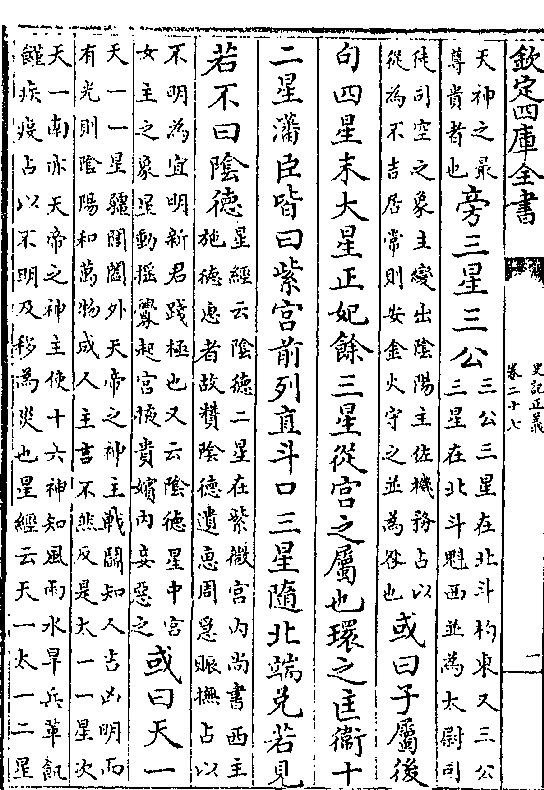 欽定四庫全書 史記正義 卷二十七 一
天神之最
尊貴者也
旁三星三公
三公三星在北斗杓東又三公
三星在北斗魁西並為太尉司
徒司空之象主變出陰陽主佐機務占以
從為不吉居常則安金火守之並為咎也
或曰子屬後
句四星末大星正妃餘三星從宮之屬也環之匡衞十
二星藩臣皆曰紫宮前列直斗口三星隨北端兌若見
若不曰陰德
星經云陰德二星在紫微宮內尚書西主
施德惠者故贊陰德遺惠周急賑撫占以
不明為宜明新君踐極也又云陰德星中宮
女主之象星動搖釁起宮掖貴嬪內妾惡之
或曰天一
天一一星疆閶闔外天帝之神主戰鬬知人吉凶明而
有光則陰陽和萬物成人主吉不然反是太一一星次
天一南亦天帝之神主使十六神知風雨水旱兵革飢
饉疾疫占以不明及移為災也星經云天一太一二星